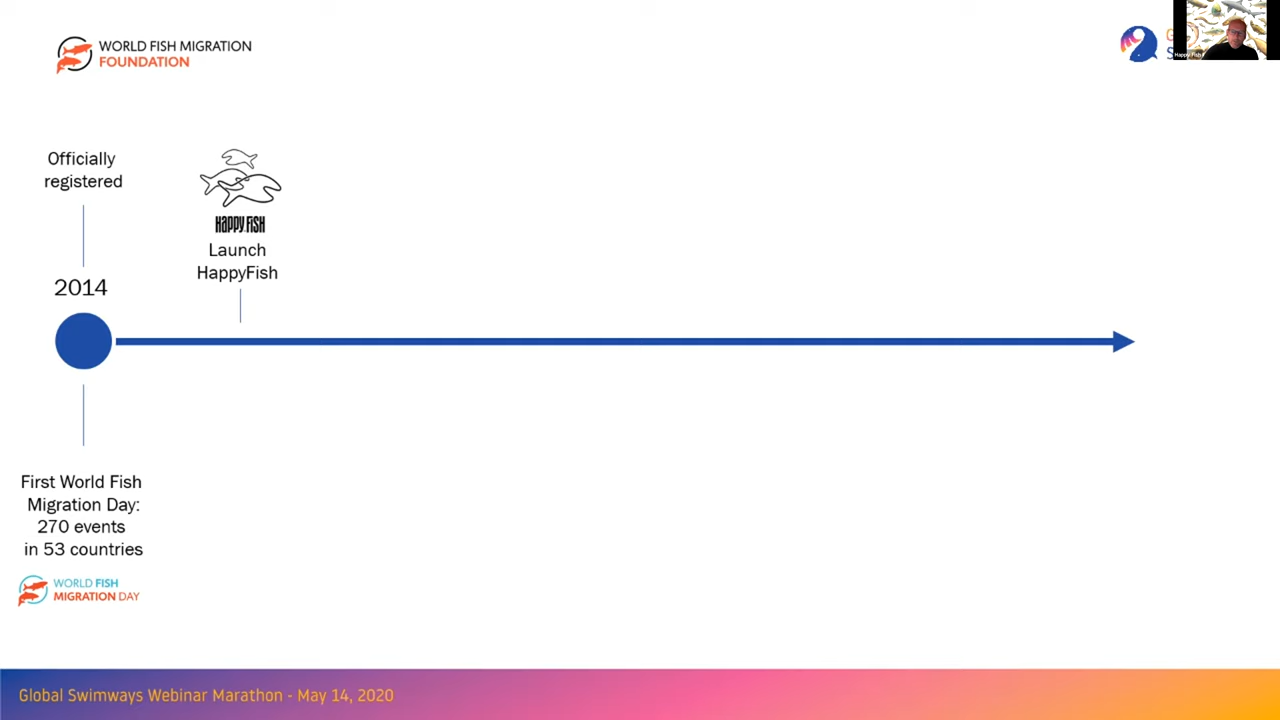 WORLD FISH MIGRATION
FOUNDATION
Officially
registered
HAPPY FISH
Launch
HappyFish
2014
First World Fish
Migration Day:
270 events
in 53 countries
WORLD FISH
MIGRATION DAY
Global Swimways Webinar Marathon - May 14, 2020